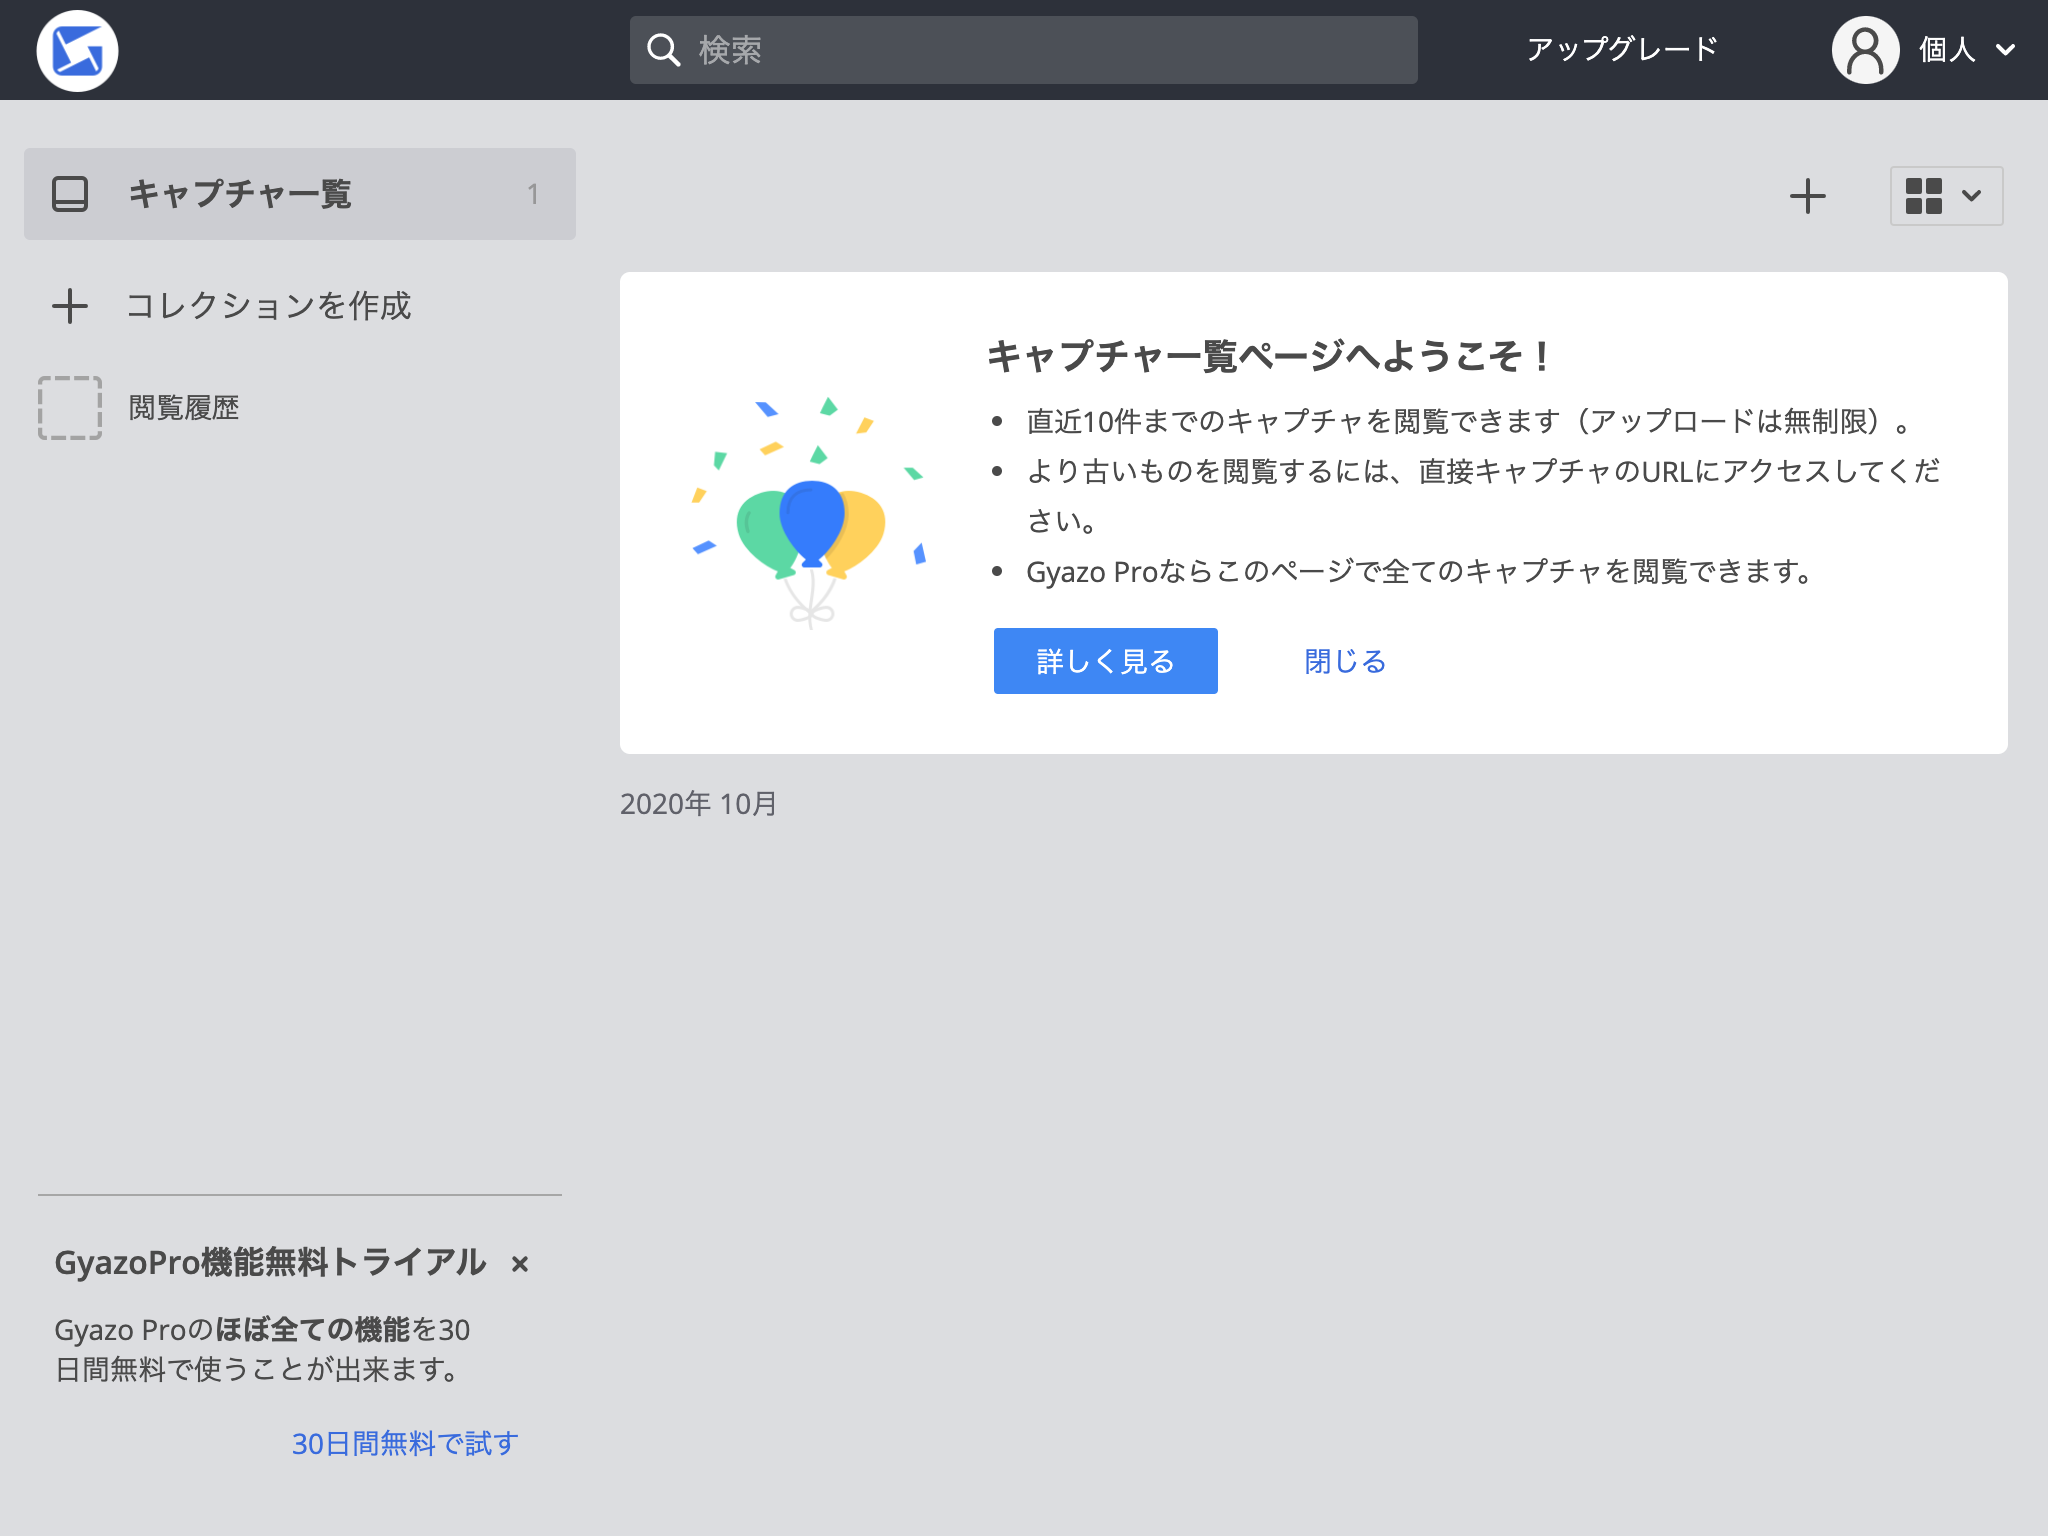 検索
アップグレード
個人
キャプチャ一覧 1
コレクションを作成
閲覧履歴
キャプチャ一覧ページへようこそ！
直近10件までのキャプチャを閲覧できます（アップロードは無制限）。
より古いものを閲覧するには、直接キャプチャのURLにアクセスしてくだ
さい。
Gyazo Proならこのページで全てのキャプチャを閲覧できます。
詳しく見る
閉じる
2020年 10月
GyazoPro機能無料トライアル ×
Gyazo Proのほぼ全ての機能を30
日間無料で使うことが出来ます。
30日間無料で試す